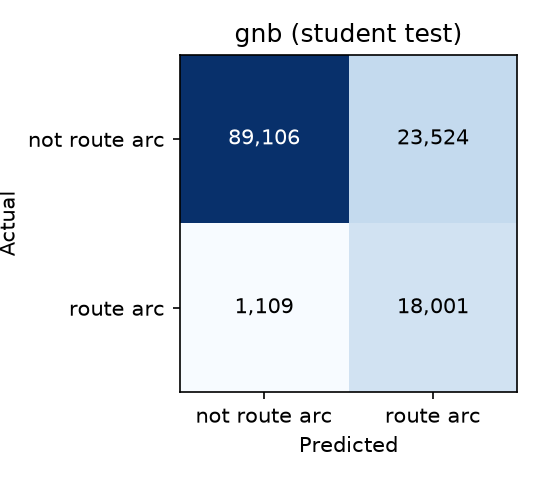 gnb (student test)
not route arc
89,106
23,524
Actual
route arc
1,109
18,001
not route arc
route arc
Predicted